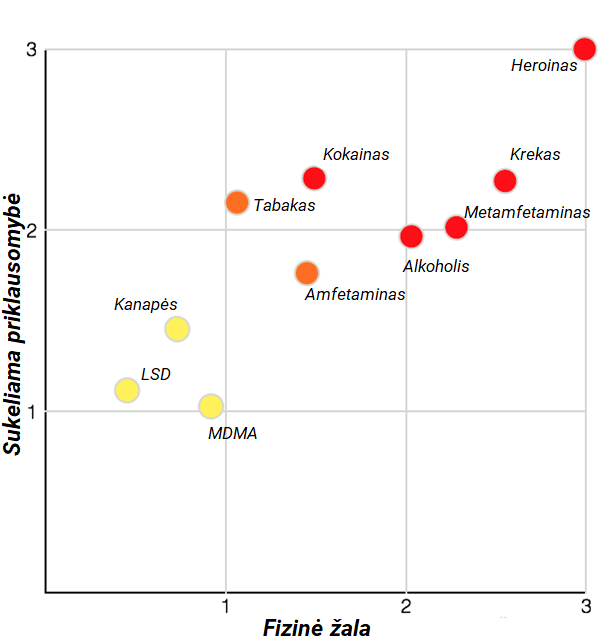 3
Heroinas
Kokainas
Krekas
Tabakas
Metamfetaminas
2
Alkoholis
Amfetaminas
Kanapės
LSD
1
MDMA
Sukeliama priklausomybė
1
2
3
Fizinė žala